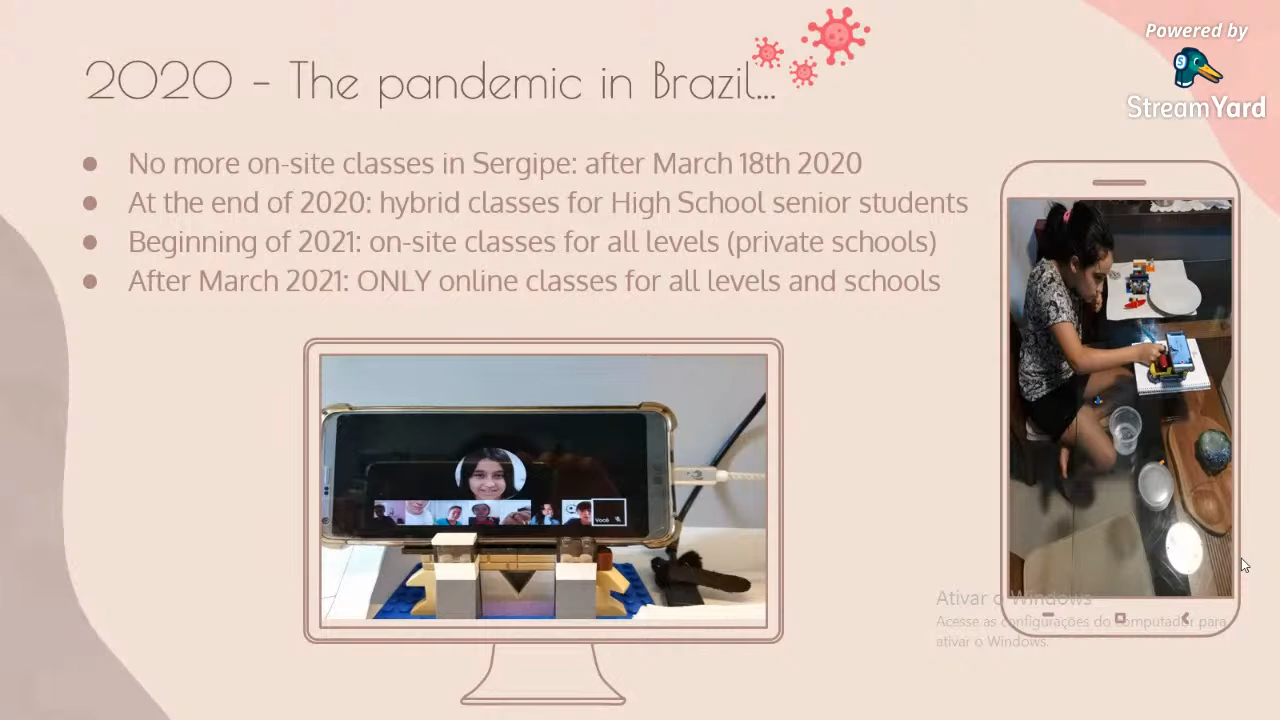 Powered by
StreamYard
2020 – The pandemic in Brazil...
● No more on-site classes in Sergipe: after March 18th 2020
● At the end of 2020: hybrid classes for High School senior students
● Beginning of 2021: on-site classes for all levels (private schools)
● After March 2021: ONLY online classes for all levels and schools
Você
Ativar o Windows
Acesse as configurações do computador para
ativar o Windows.